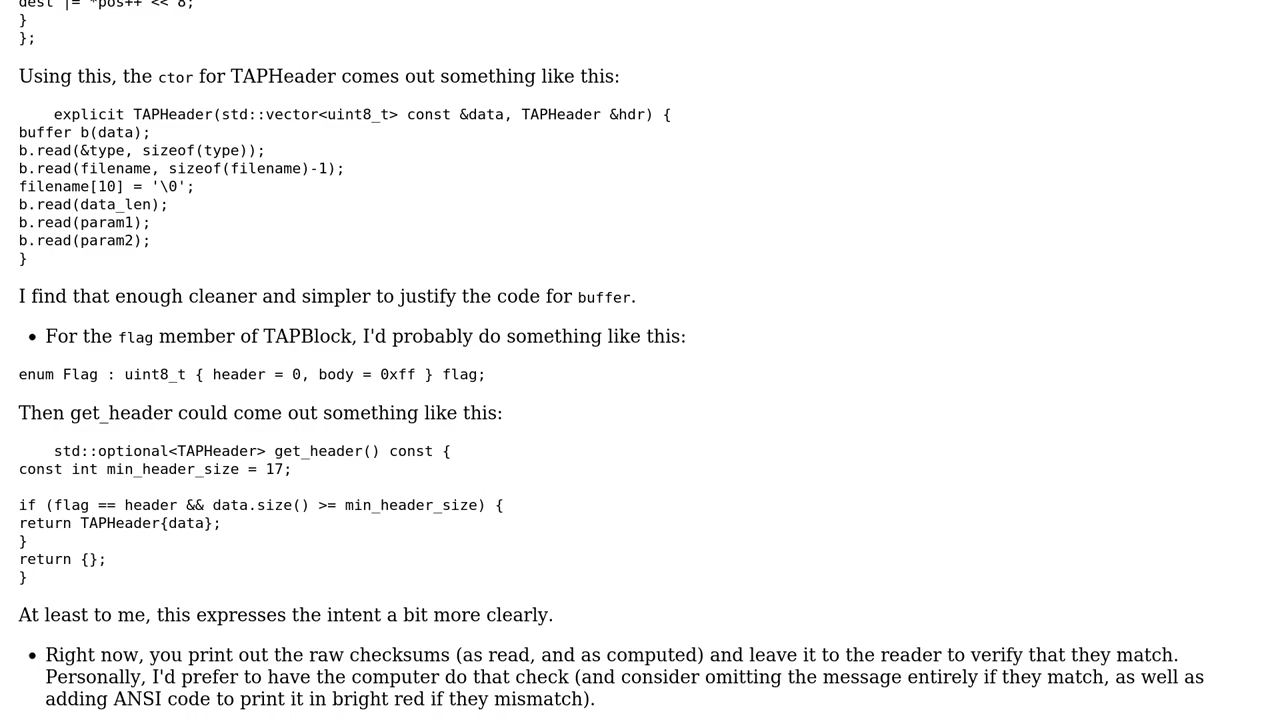 dest |= *pos++ << 8;
}
};
Using this, the ctor for TAPHeader comes out something like this:
explicit TAPHeader(std::vector<uint8_t> const &data, TAPHeader &hdr) {
buffer b(data);
b.read(&type, sizeof(type));
b.read(filename, sizeof(filename)-1);
filename[10] = '\0';
b.read(data_len);
b.read(param1);
b.read(param2);
}
I find that enough cleaner and simpler to justify the code for buffer.
• For the flag member of TAPBlock, I'd probably do something like this:
enum Flag : uint8_t { header = 0, body = 0xff } flag;
Then get_header could come out something like this:
std::optional<TAPHeader> get_header() const {
const int min_header_size = 17;
if (flag == header && data.size() >= min_header_size) {
return TAPHeader{data};
}
return {};
}
At least to me, this expresses the intent a bit more clearly.
• Right now, you print out the raw checksums (as read, and as computed) and leave it to the reader to verify that they match.
Personally, I'd prefer to have the computer do that check (and consider omitting the message entirely if they match, as well as
adding ANSI code to print it in bright red if they mismatch).